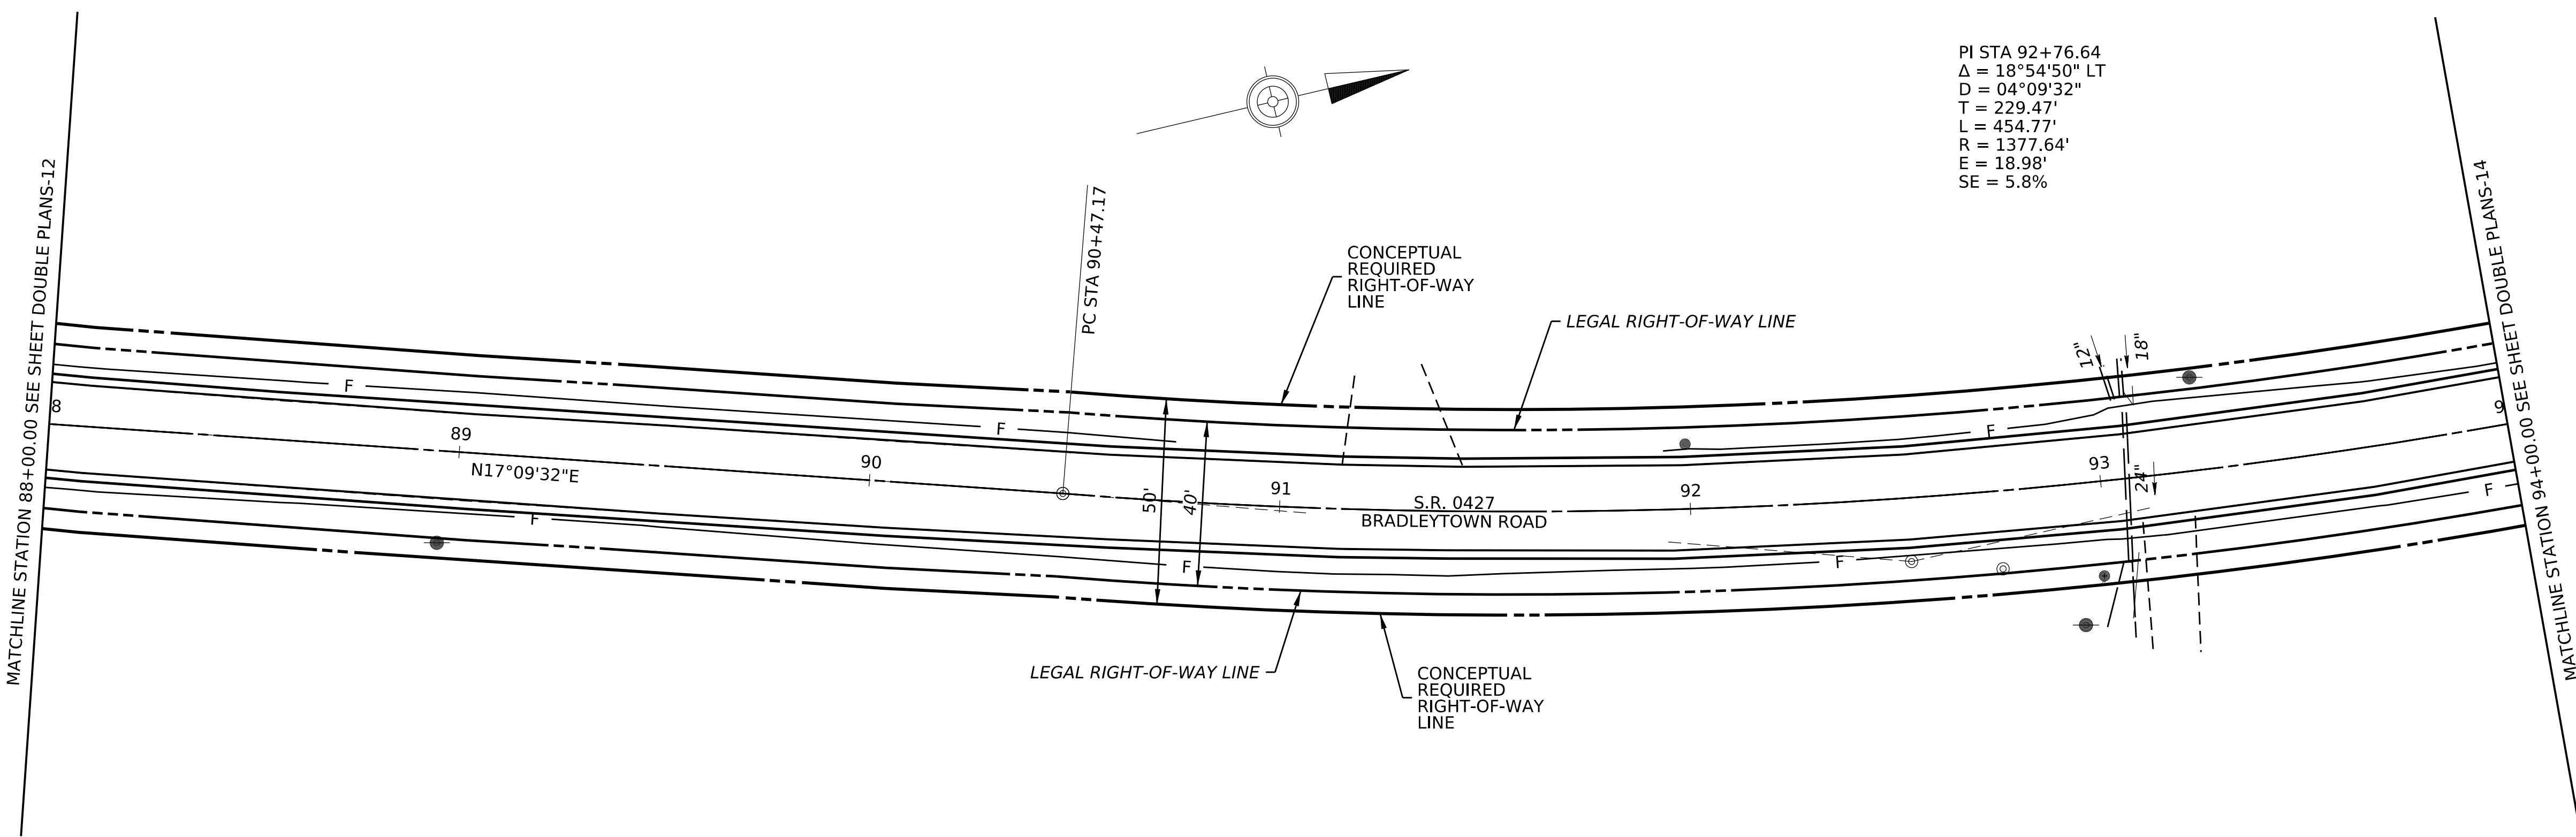 MATCHLINE STATION 88+00.00 SEE SHEET DOUBLE PLANS-12
PI STA 92+76.64
Δ = 18°54'50" LT
D = 04°09'32"
T = 229.47'
L = 454.77'
R = 1377.64'
E = 18.98'
SE = 5.8%
MATCHLINE STATION 94+00.00 SEE SHEET DOUBLE PLANS-14
PC STA 90+47.17
CONCEPTUAL
REQUIRED
RIGHT-OF-WAY
LINE
LEGAL RIGHT-OF-WAY LINE
12"
18"
F
F
F
8
89
90
91
92
93
9
N17°09'32"E
50'
40'
S.R. 0427
BRADLEYTOWN ROAD
24"
F
F
F
F
LEGAL RIGHT-OF-WAY LINE
CONCEPTUAL
REQUIRED
RIGHT-OF-WAY
LINE